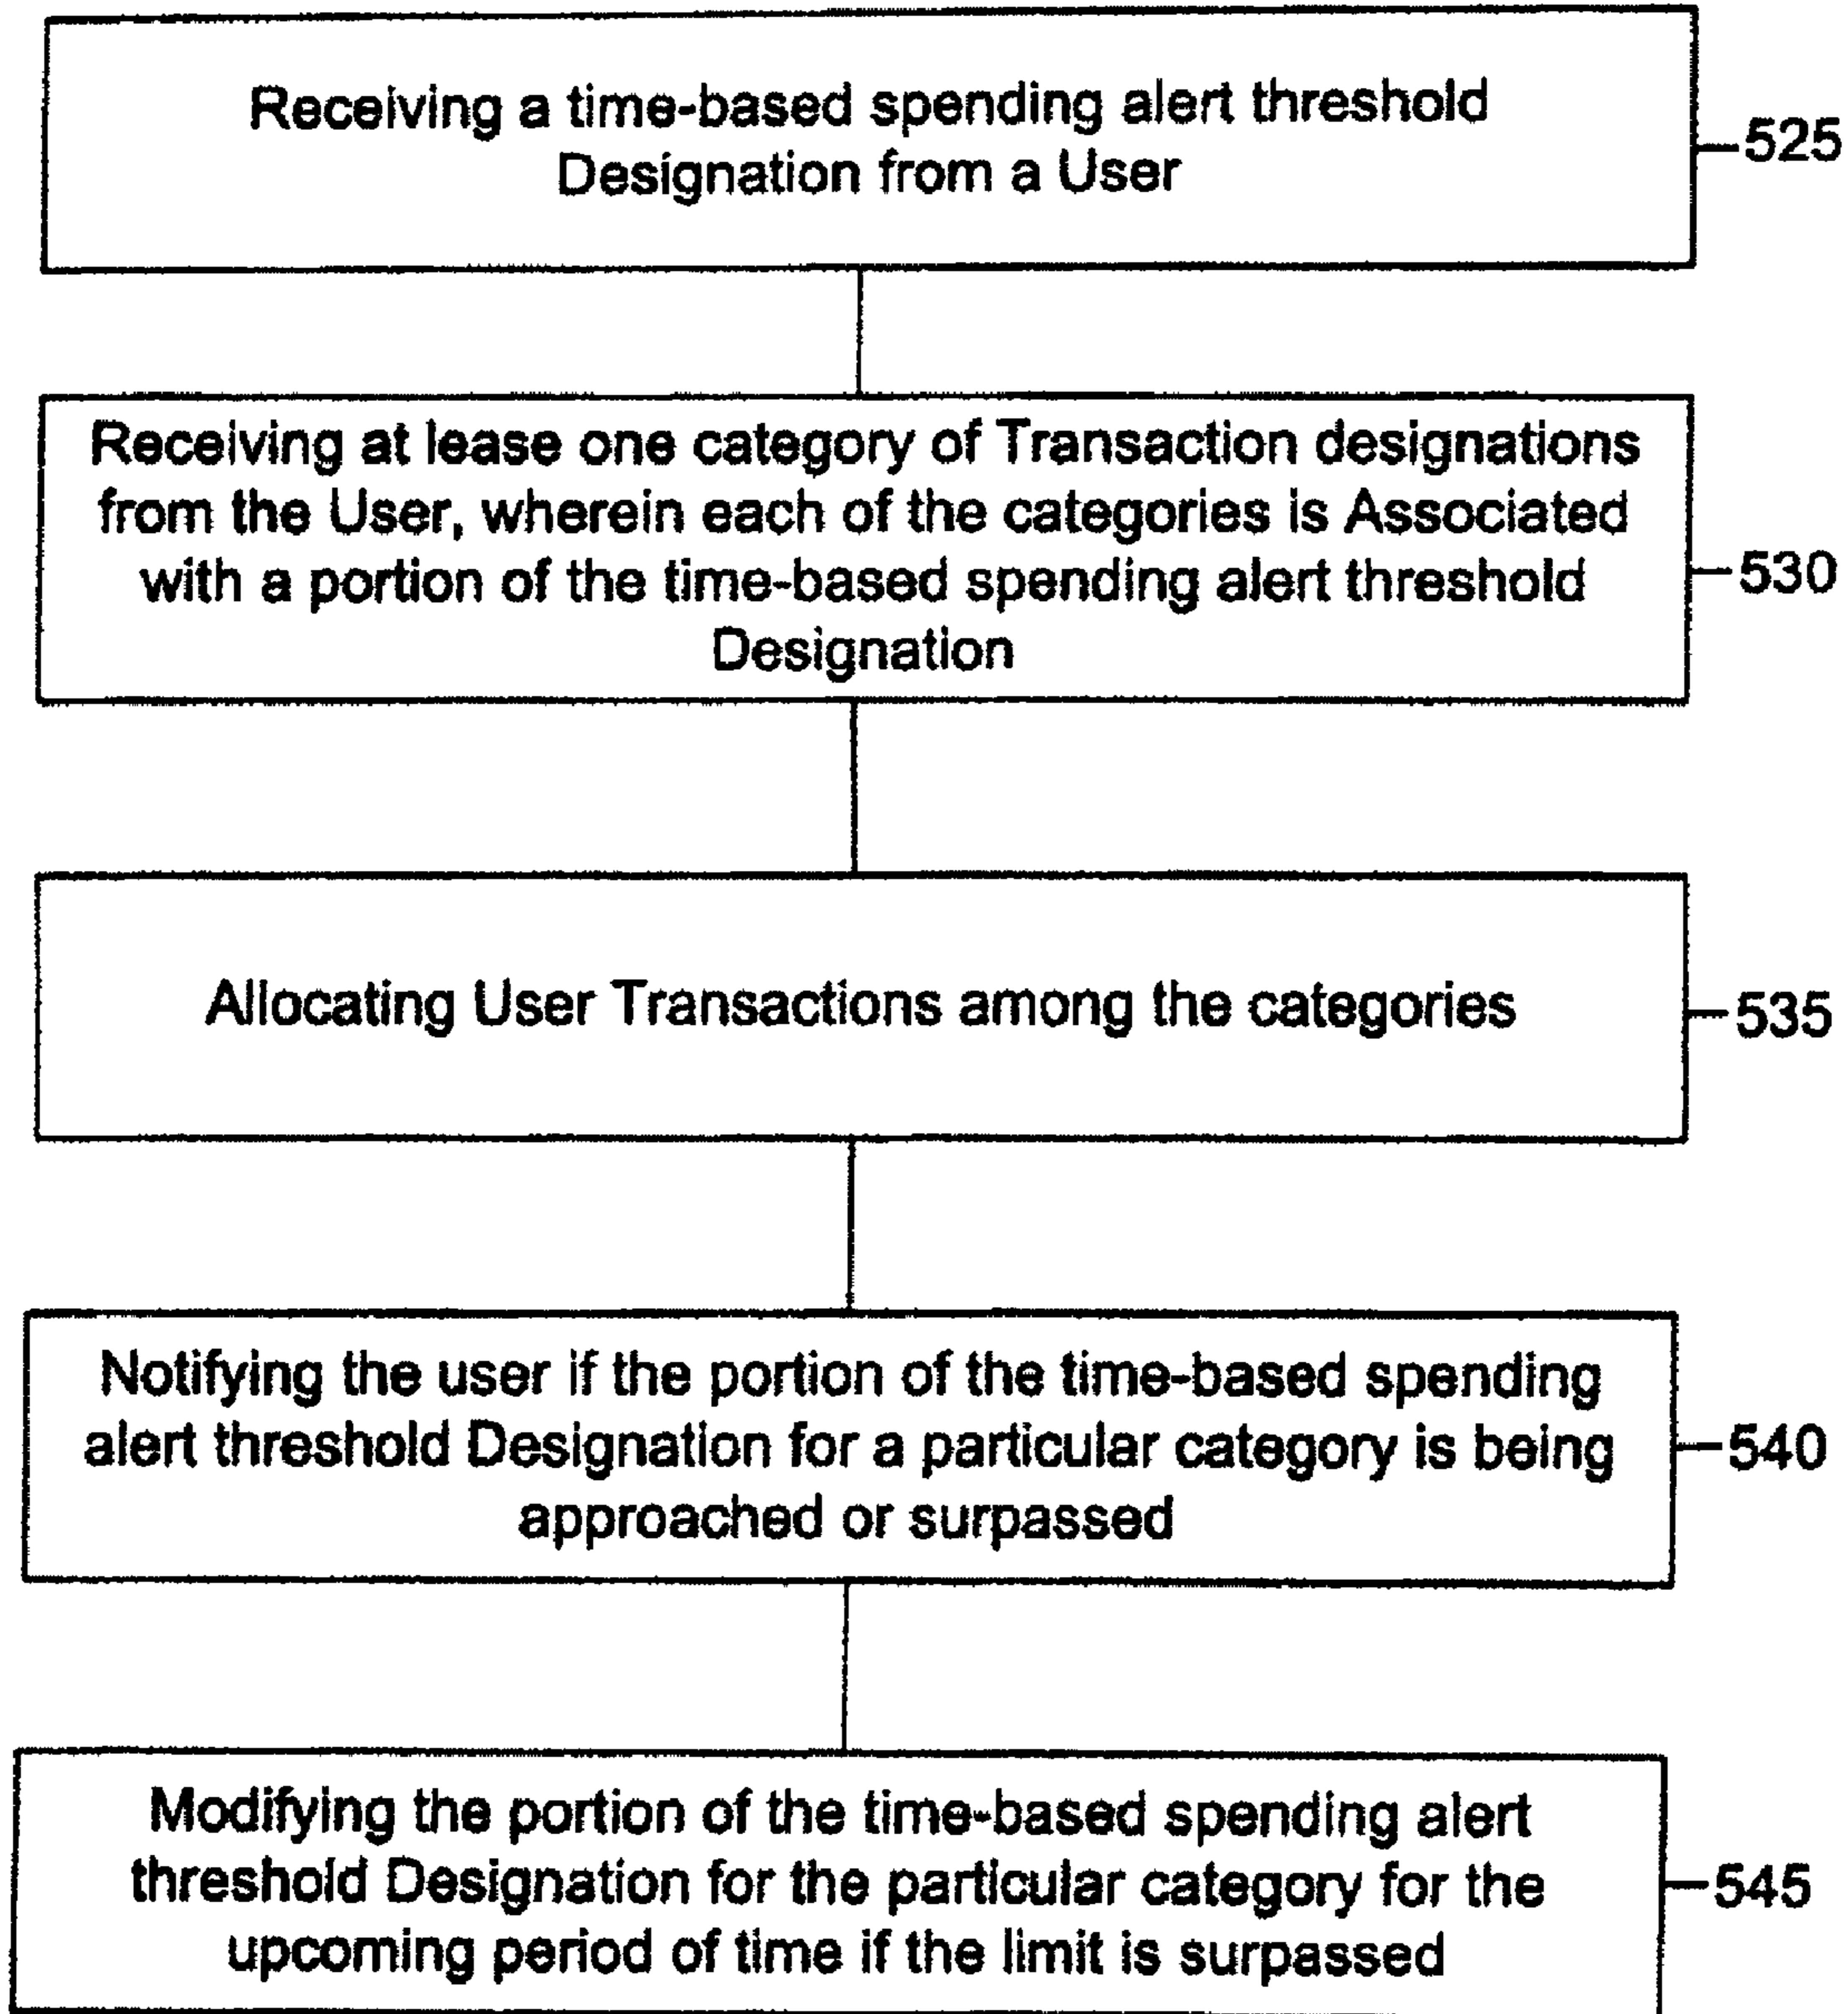 Receiving a time-based spending alert threshold
Designation from a User
525
Receiving at lease one category of Transaction designations
from the User, wherein each of the categories is Associated
with a portion of the time-based spending alert threshold
Designation
530
Allocating User Transactions among the categories
535
Notifying the user if the portion of the time-based spending
alert threshold Designation for a particular category is being
approached or surpassed
540
Modifying the portion of the time-based spending alert
threshold Designation for the particular category for the
upcoming period of time if the limit is surpassed
545